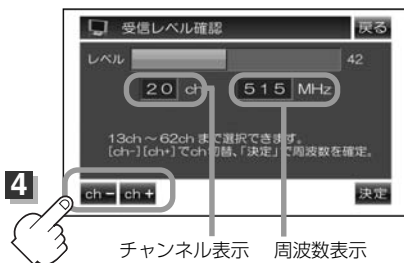 受信レベル確認 戻る
レベル 42
20 ch 515 MHz
13ch～62chまで選択できます。
[ch-][ch+]でch切替、「決定」で周波数を確定。
4
ch － ch ＋ 決定
チャンネル表示 周波数表示